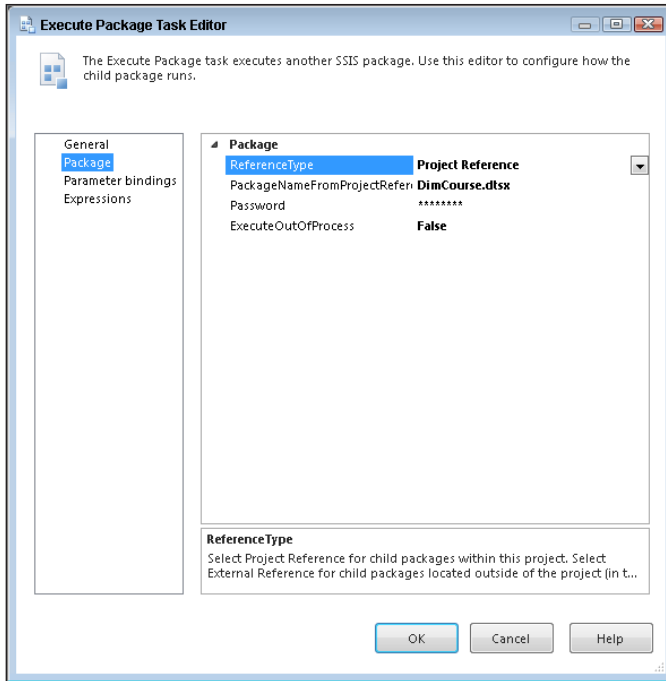 Execute Package Task Editor
The Execute Package task executes another SSIS package. Use this editor to configure how the
child package runs.
General
Package
Parameter bindings
Expressions
Package
ReferenceType Project Reference
PackageNameFromProjectRefer DimCourse.dtsx
Password ********
ExecuteOutOfProcess False
ReferenceType
Select Project Reference for child packages within this project. Select
External Reference for child packages located outside of the project (in t...
OK Cancel Help